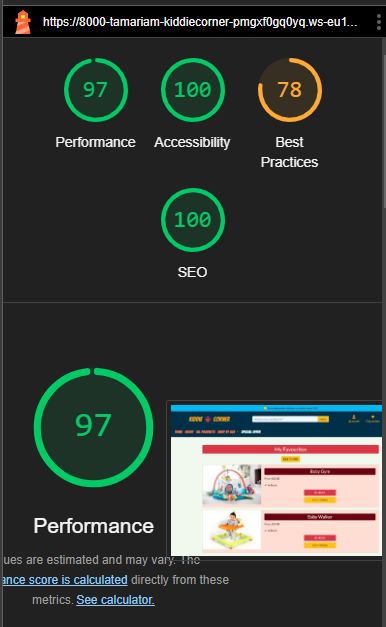 https://8000-tamariam-kiddiecorner-pmgxf0gq0yq.ws-eu1...
97
100
78
Performance
Accessibility
Best
Practices
100
SEO
97
KIDDIE CORNER
My Favourites
Baby Gym
Baby Walker
Performance
ues are estimated and may vary. The
ance score is calculated directly from these
metrics. See calculator.